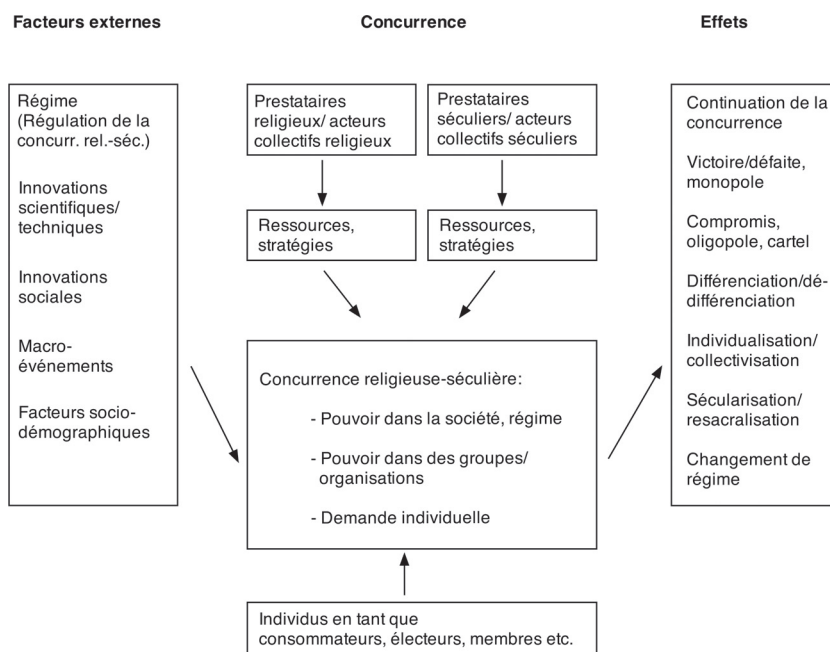 Facteurs externes
Concurrence
Effets
Régime
(Régulation de la
concurr. rel.-séc.)
Innovations
scientifiques/
techniques
Innovations
sociales
Macro-
événements
Facteurs socio-
démographiques
Prestataires
religieux/ acteurs
collectifs religieux
Prestataires
séculiers/ acteurs
collectifs séculiers
Ressources,
stratégies
Ressources,
stratégies
Concurrence religieuse-séculière:
- Pouvoir dans la société, régime
- Pouvoir dans des groupes/
organisations
- Demande individuelle
Individus en tant que
consommateurs, électeurs, membres etc.
Continuation de la
concurrence
Victoire/défaite,
monopole
Compromis,
oligopole, cartel
Différenciation/dé-
différenciation
Individualisation/
collectivisation
Sécularisation/
resacralisation
Changement de
régime